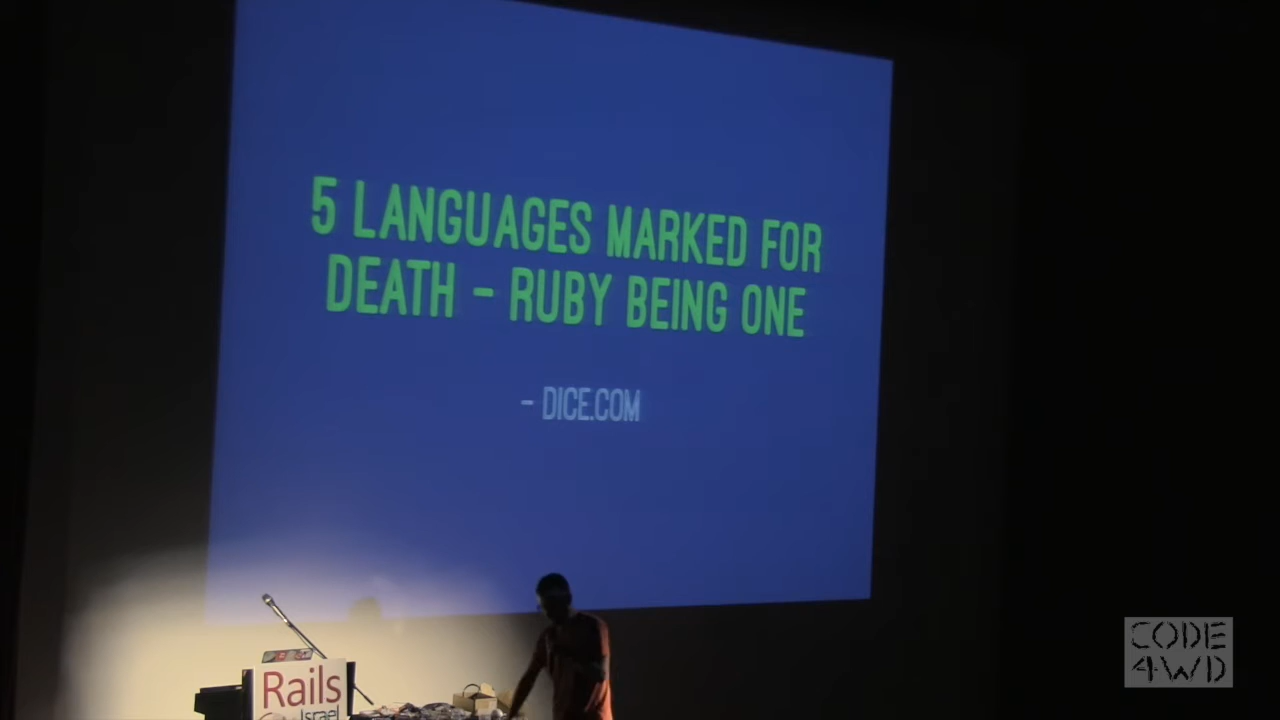 5 LANGUAGES MARKED FOR
DEATH - RUBY BEING ONE
- DICE.COM
Rails
Israel
CODE
4WD